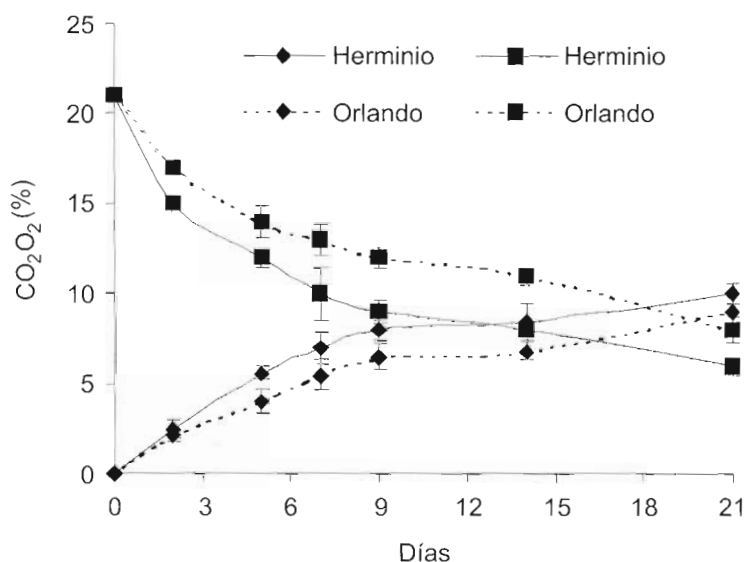 25
20
15
10
5
0
CO₂O₂ (%)
Herminio Herminio
Orlando Orlando
0 3 6 9 12 15 18 21
Días